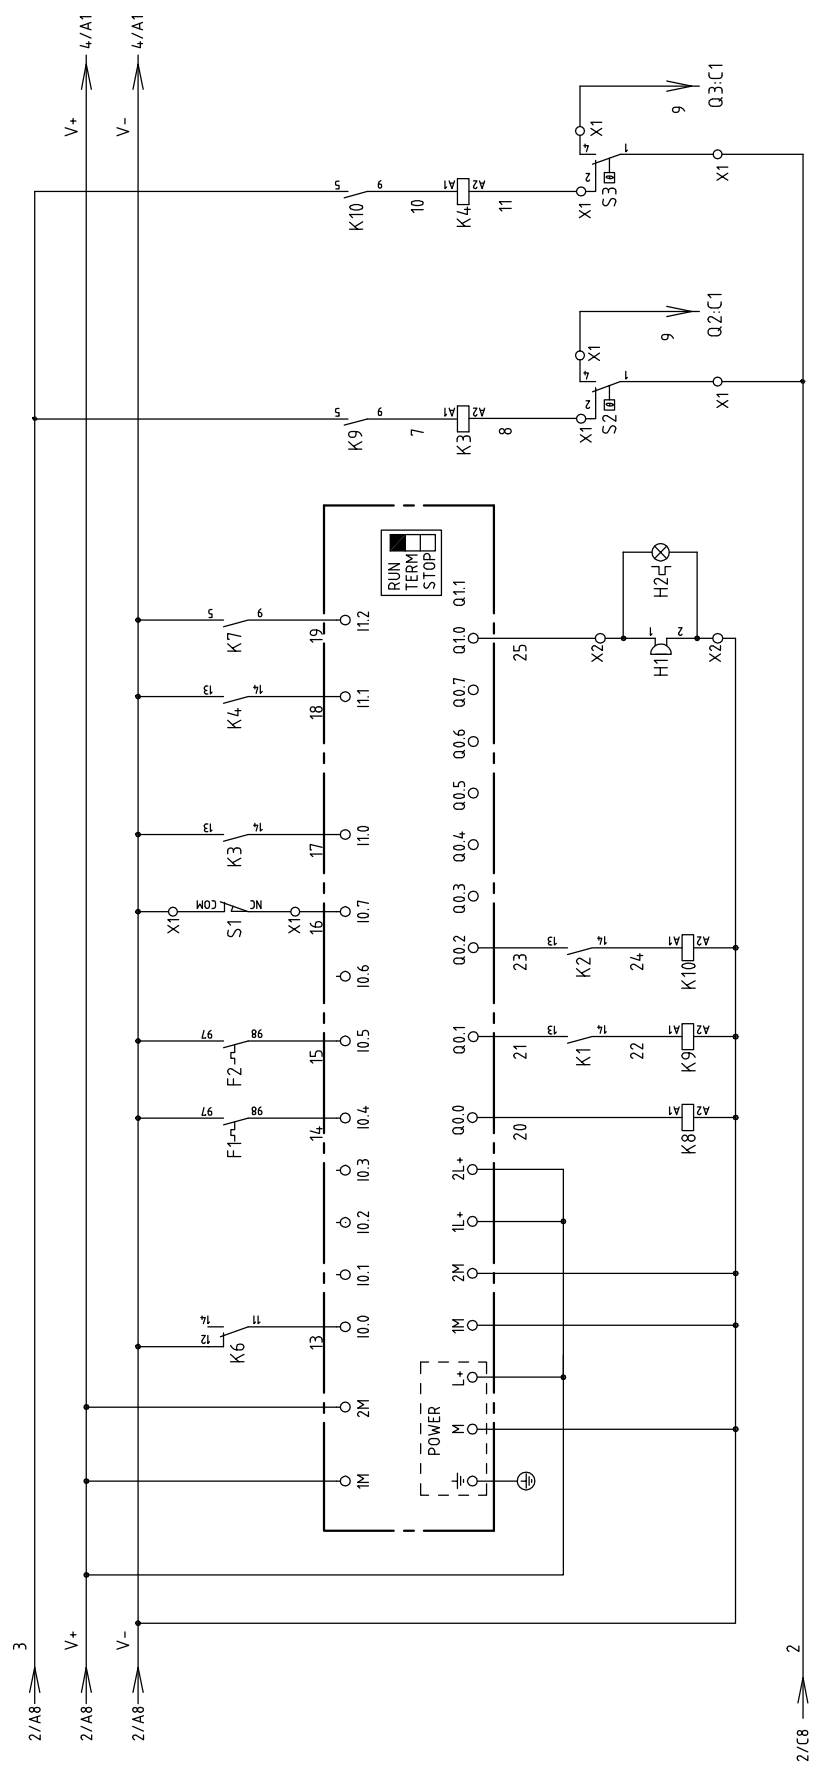 4/A1
4/A1
V+
V-
X1
9
Q3:C1
4
1
2
X1
S3
X1
5
K10
9
10
A1
K4
A2
11
X1
9
Q2:C1
4
1
2
X1
S2
X1
5
K9
9
7
A1
K3
A2
8
RUN
TERM
STOP
5
K7
9
19
I1.2
13
K4
14
18
I1.1
13
K3
14
17
I1.0
X1
COM
S1
NC
X1
16
I0.7
I0.6
97
F2
98
15
I0.5
97
F1
98
14
I0.4
I0.3
I0.2
I0.1
14
12
K6
11
13
I0.0
2M
1M
Q1.1
Q1.0
25
X2
H2
1
H1
2
X2
Q0.7
Q0.6
Q0.5
Q0.4
Q0.3
Q0.2
23
13
K2
14
24
A1
K10
A2
Q0.1
21
13
K1
14
22
A1
K9
A2
Q0.0
20
A1
K8
A2
2L+
1L+
2M
1M
POWER
L+
M
3
V+
V-
2
2/A8
2/A8
2/A8
2/C8